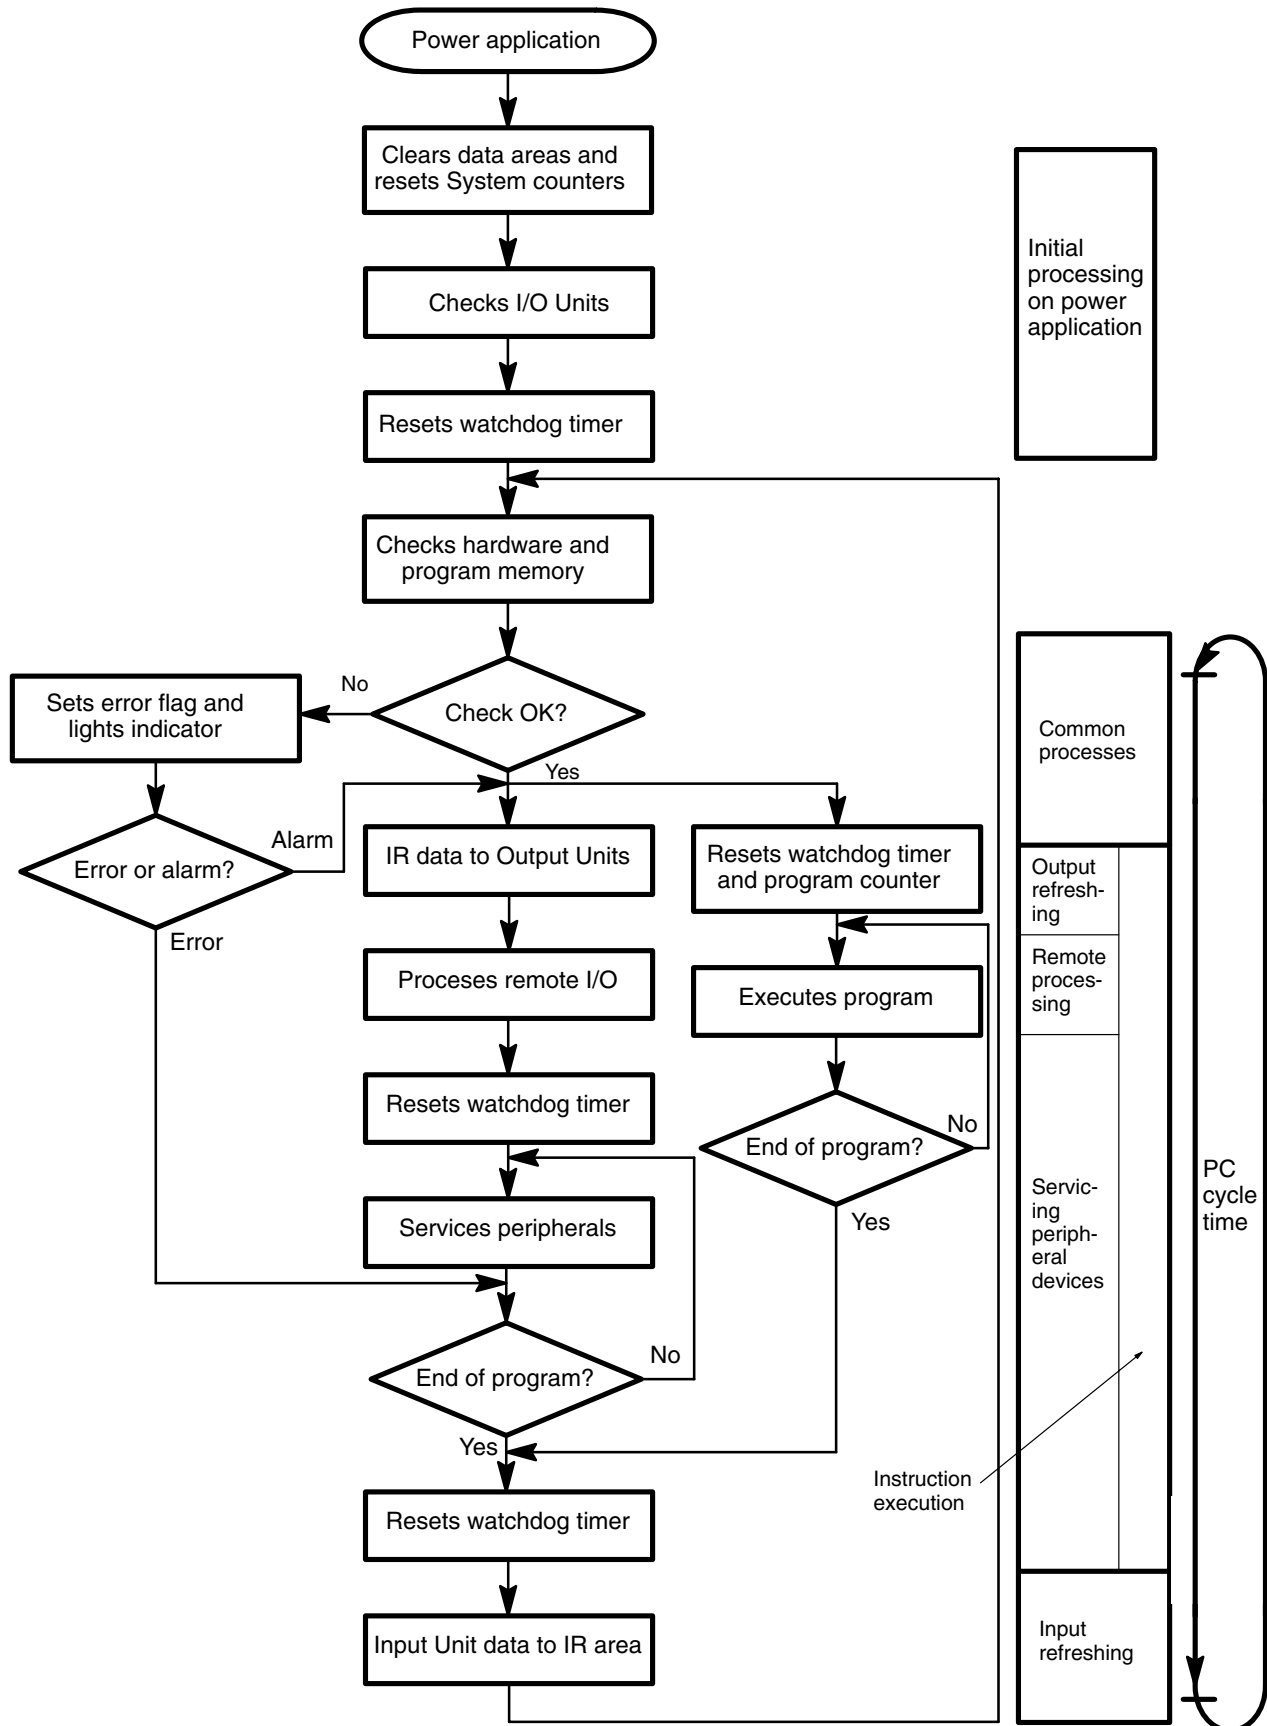 Power application
Clears data areas and
resets System counters
Checks I/O Units
Resets watchdog timer
Initial
processing
on power
application
Checks hardware and
program memory
Check OK?
No
Yes
Sets error flag and
lights indicator
Error or alarm?
Alarm
Error
IR data to Output Units
Proceses remote I/O
Resets watchdog timer
Services peripherals
End of program?
No
Yes
Resets watchdog timer
and program counter
Executes program
End of program?
No
Yes
Resets watchdog timer
Input Unit data to IR area
Common
processes
Output
refresh-
ing
Remote
proces-
sing
Servic-
ing
periph-
eral
devices
Instruction
execution
Input
refreshing
PC
cycle
time